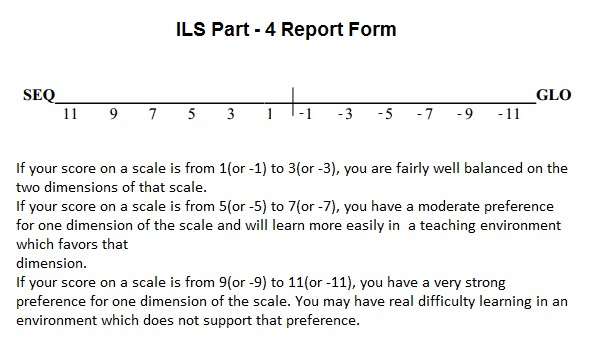 ILS Part - 4 Report Form
SEQ GLO
11 9 7 5 3 1 -1 -3 -5 -7 -9 -11
If your score on a scale is from 1(or -1) to 3(or -3), you are fairly well balanced on the
two dimensions of that scale.
If your score on a scale is from 5(or -5) to 7(or -7), you have a moderate preference
for one dimension of the scale and will learn more easily in a teaching environment
which favors that
dimension.
If your score on a scale is from 9(or -9) to 11(or -11), you have a very strong
preference for one dimension of the scale. You may have real difficulty learning in an
environment which does not support that preference.